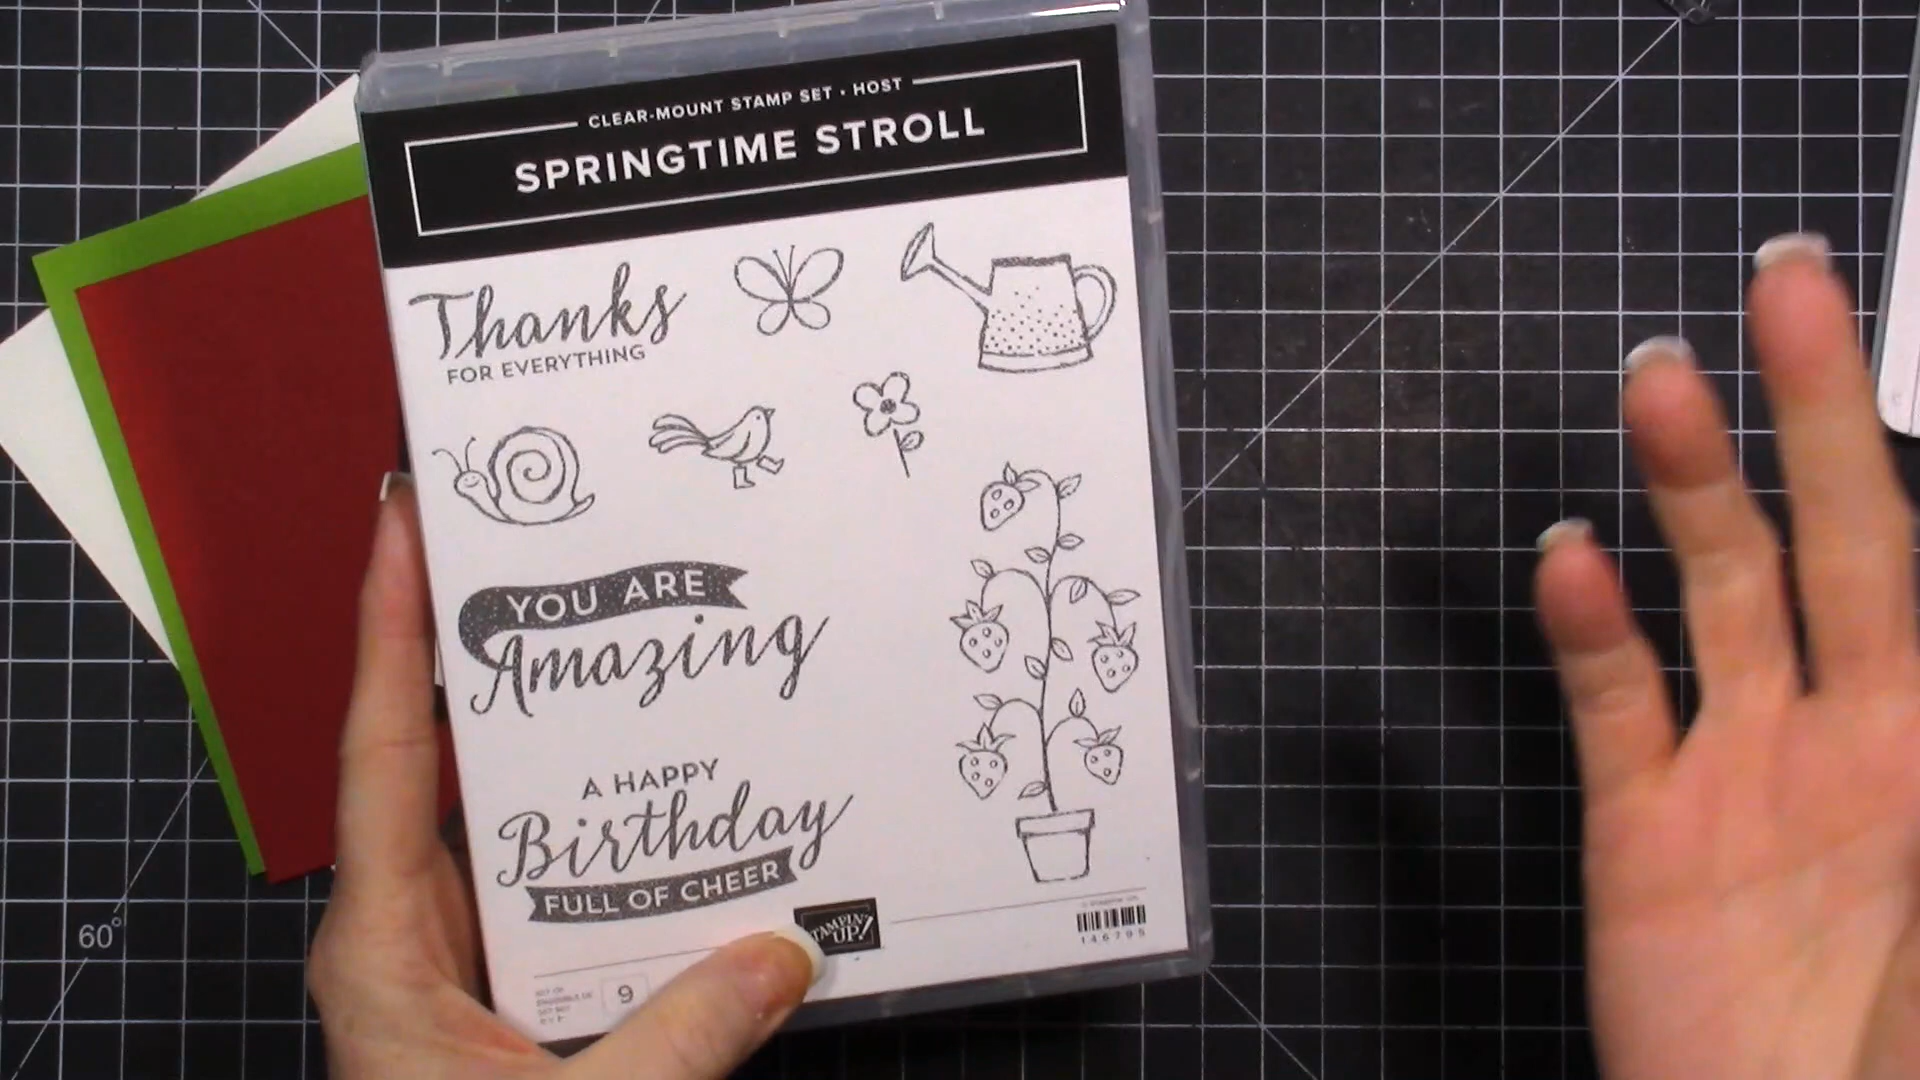 CLEAR-MOUNT STAMP SET • HOST
SPRINGTIME STROLL
Thanks
FOR EVERYTHING
YOU ARE
Amazing
A HAPPY
Birthday
FULL OF CHEER
STAMPIN' UP!
146795
9
60°